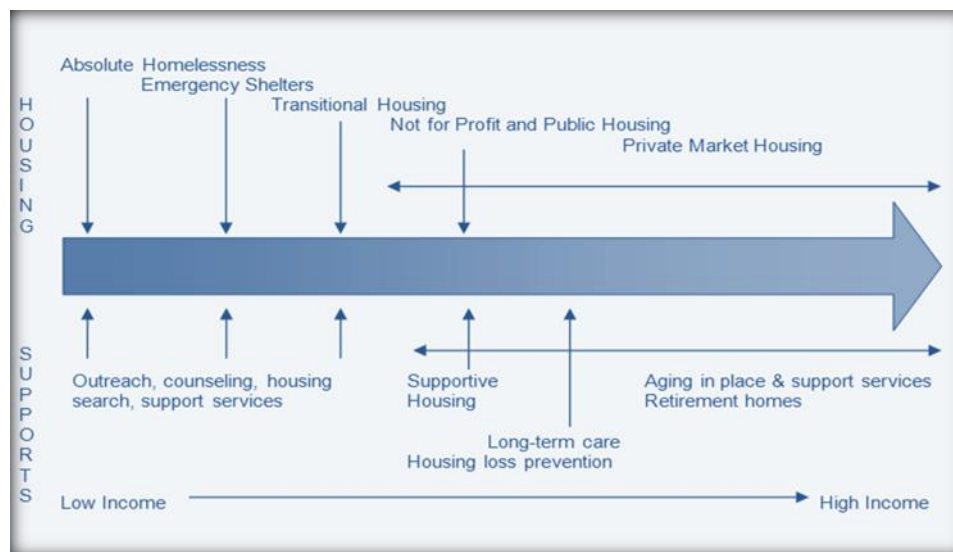 HOUSING
Absolute Homelessness
Emergency Shelters
Transitional Housing
Not for Profit and Public Housing
Private Market Housing
SUPPORTS
Outreach, counseling, housing
search, support services
Supportive
Housing
Aging in place & support services
Retirement homes
Long-term care
Housing loss prevention
Low Income
High Income